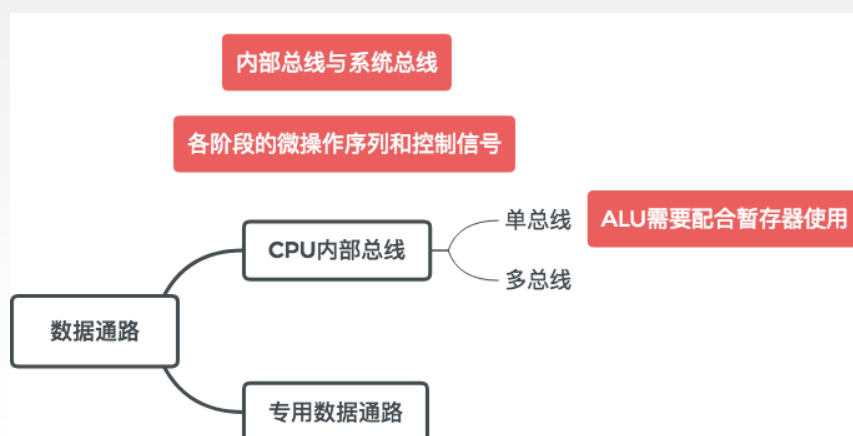 内部总线与系统总线
各阶段的微操作序列和控制信号
单总线
ALU需要配合暂存器使用
CPU内部总线
多总线
数据通路
专用数据通路